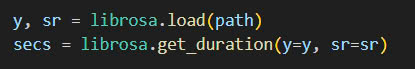 y, sr = librosa.load(path)
secs = librosa.get_duration(y=y, sr=sr)